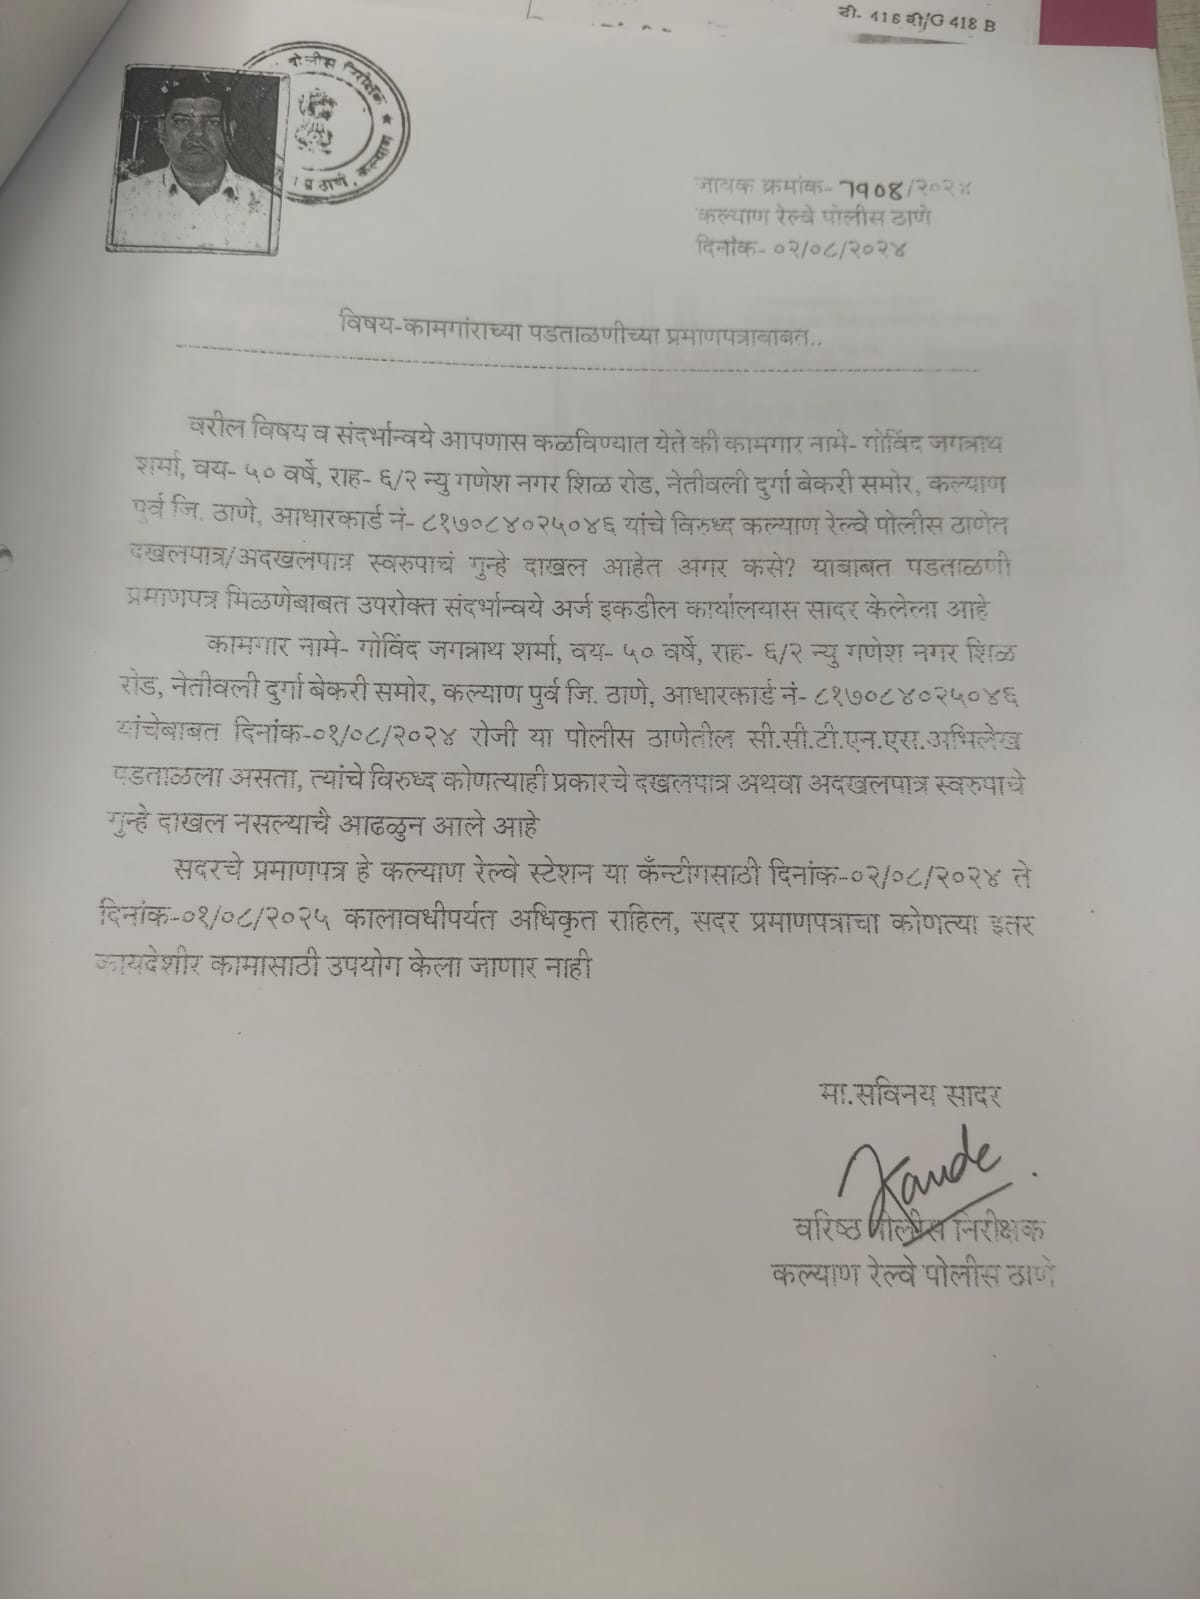 टी. 416 टी/G 418 B
पोलीस निरीक्षक ★ कल्याण ठाणे
जावक क्रमांक- 7908/२०२४
कल्याण रेल्वे पोलीस ठाणे
दिनांक- ०२/०८/२०२४
विषय-कामगांराच्या पडताळणीच्या प्रमाणपत्राबाबत..
वरील विषय व संदर्भान्वये आपणास कळविण्यात येते की कामगार नामे- गोविंद जगन्नाथ
शर्मा, वय- ५० वर्षे, राह- ६/२ न्यु गणेश नगर शिळ रोड, नेतीवली दुर्गा बेकरी समोर, कल्याण
पुर्व जि. ठाणे, आधारकार्ड नं- ८१७०८४०२५०४६ यांचे विरुध्द कल्याण रेल्वे पोलीस ठाणेत
दखलपात्र/अदखलपात्र स्वरुपाचं गुन्हे दाखल आहेत अगर कसे? याबाबत पडताळणी
प्रमाणपत्र मिळणेबाबत उपरोक्त संदर्भान्वये अर्ज इकडील कार्यालयास सादर केलेला आहे
कामगार नामे- गोविंद जगन्नाथ शर्मा, वय- ५० वर्षे, राह- ६/२ न्यु गणेश नगर शिळ
रोड, नेतीवली दुर्गा बेकरी समोर, कल्याण पुर्व जि. ठाणे, आधारकार्ड नं- ८१७०८४०२५०४६
यांचेबाबत दिनांक-०१/०८/२०२४ रोजी या पोलीस ठाणेतील सी.सी.टी.एन.एस.अभिलेख
पडताळला असता, त्यांचे विरुध्द कोणत्याही प्रकारचे दखलपात्र अथवा अदखलपात्र स्वरुपाचे
गुन्हे दाखल नसल्याचै आढळुन आले आहे
सदरचे प्रमाणपत्र हे कल्याण रेल्वे स्टेशन या कँन्टीगसाठी दिनांक-०२/०८/२०२४ ते
दिनांक-०१/०८/२०२५ कालावधीपर्यत अधिकृत राहिल, सदर प्रमाणपत्राचा कोणत्या इतर
कायदेशीर कामासाठी उपयोग केला जाणार नाही
मा.सविनय सादर
वरिष्ठ पोलीस निरीक्षक
कल्याण रेल्वे पोलीस ठाणे